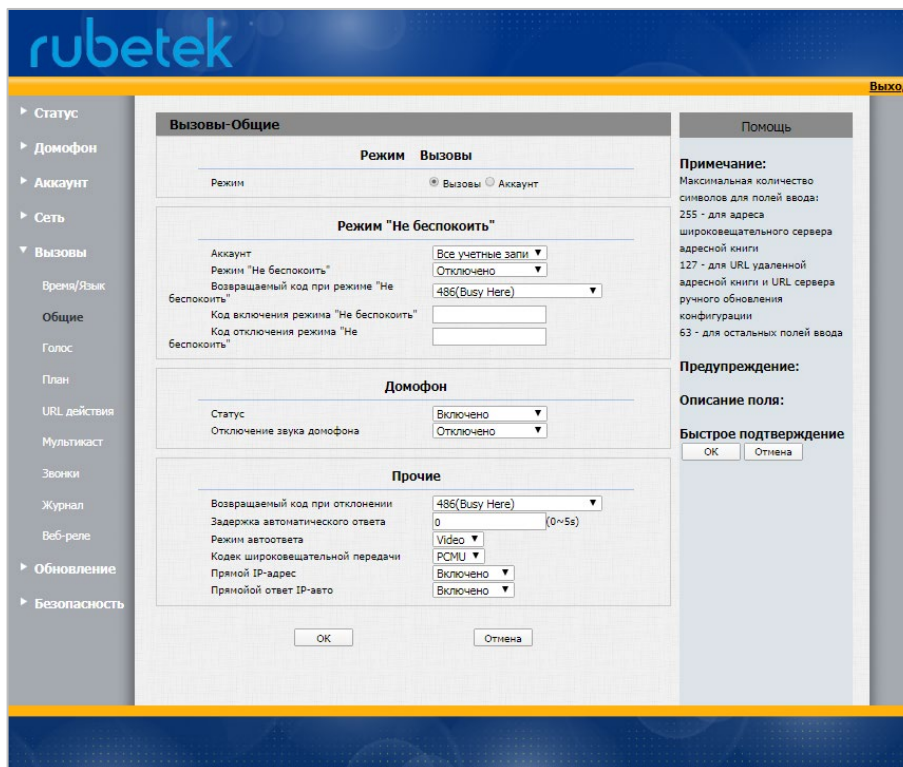 rubetek
Выход
Статус
Домофон
Аккаунт
Сеть
Вызовы
Время/Язык
Общие
Голос
План
URL действия
Мультикаст
Звонки
Журнал
Веб-реле
Обновление
Безопасность
Вызовы-Общие
Режим Вызовы
Режим Вызовы Аккаунт
Режим "Не беспокоить"
Аккаунт Все учетные запи
Режим "Не беспокоить" Отключено
Возвращаемый код при режиме "Не
беспокоить" 486(Busy Here)
Код включения режима "Не беспокоить"
Код отключения режима "Не
беспокоить"
Домофон
Статус Включено
Отключение звука домофона Отключено
Прочие
Возвращаемый код при отклонении 486(Busy Here)
Задержка автоматического ответа 0 (0~5s)
Режим автоответа Video
Кодек широковещательной передачи PCMU
Прямой IP-адрес Включено
Прямойой ответ IP-авто Включено
OK Отмена
Помощь
Примечание:
Максимальная количество
символов для полей ввода:
255 - для адреса
широковещательного сервера
адресной книги
127 - для URL удаленной
адресной книги и URL сервера
ручного обновления
конфигурации
63 - для остальных полей ввода
Предупреждение:
Описание поля:
Быстрое подтверждение
OK Отмена